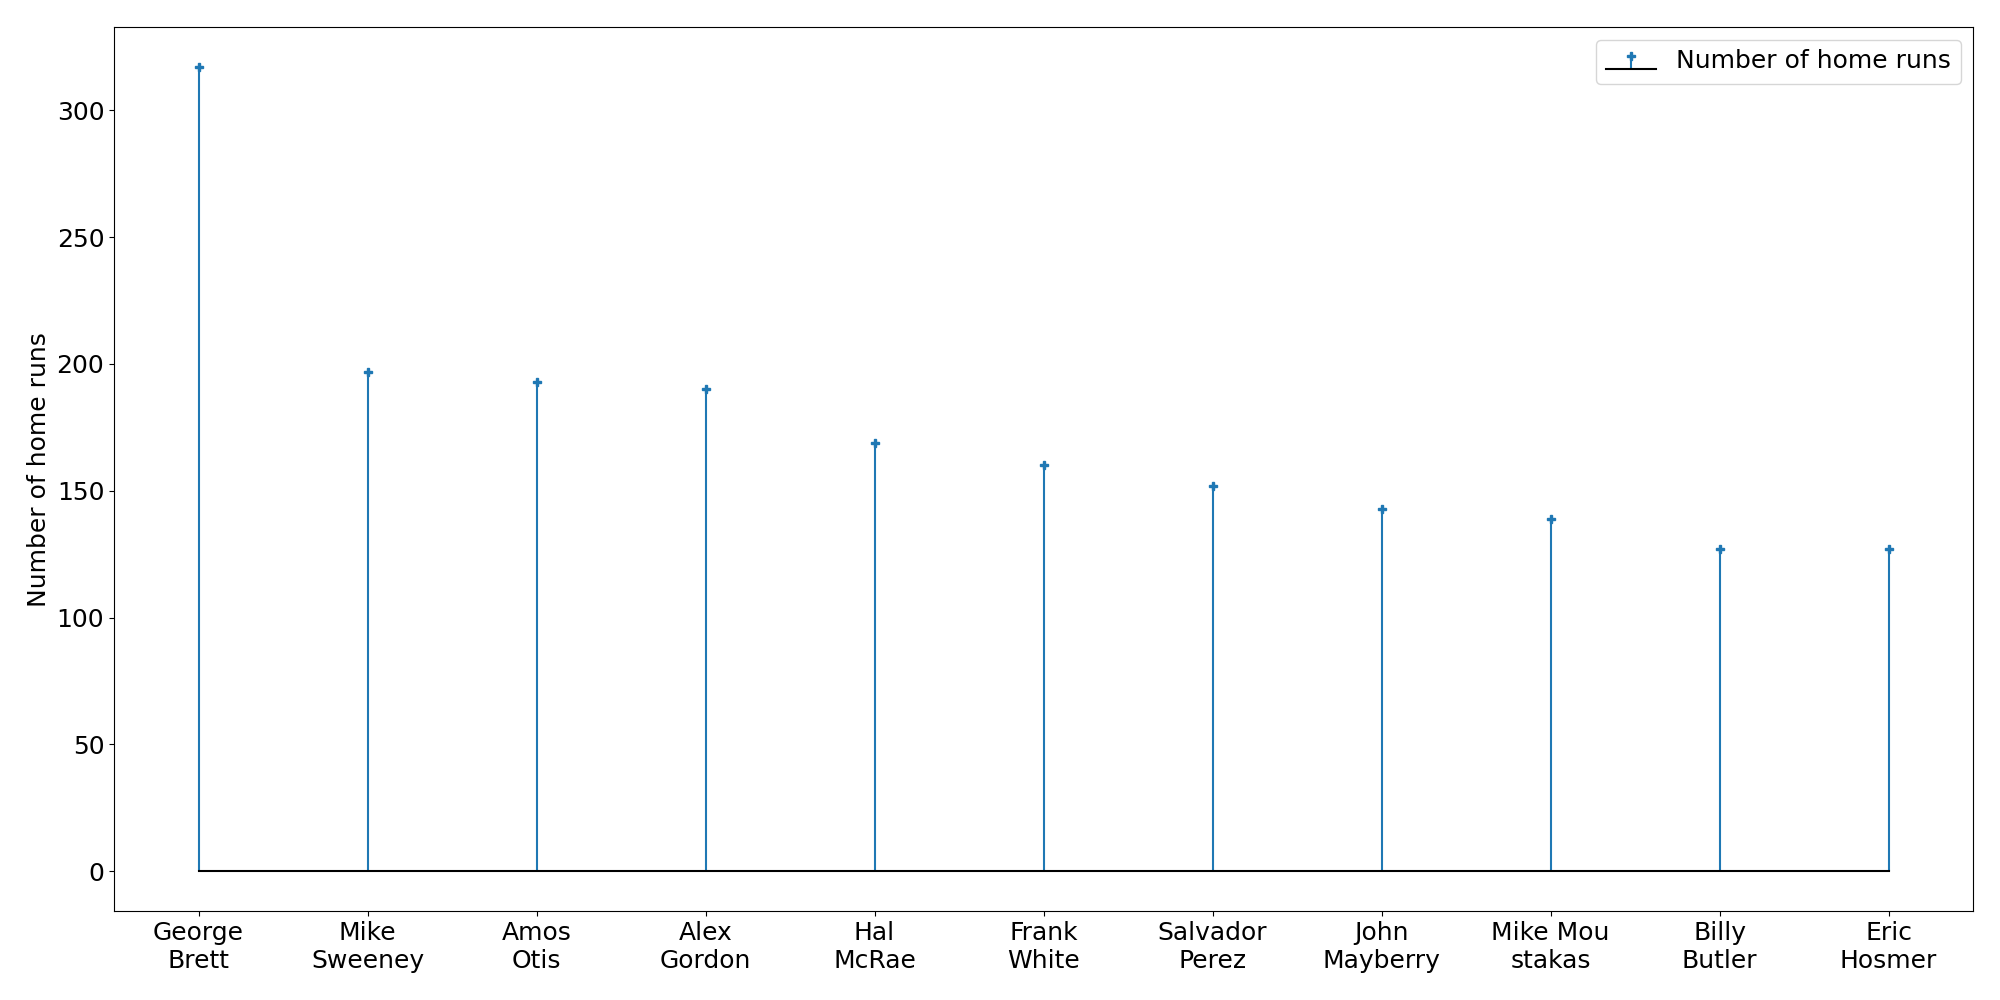 Number of home runs
Number of home runs
300
250
200
150
100
50
0
George
Brett
Mike
Sweeney
Amos
Otis
Alex
Gordon
Hal
McRae
Frank
White
Salvador
Perez
John
Mayberry
Mike Mou
stakas
Billy
Butler
Eric
Hosmer